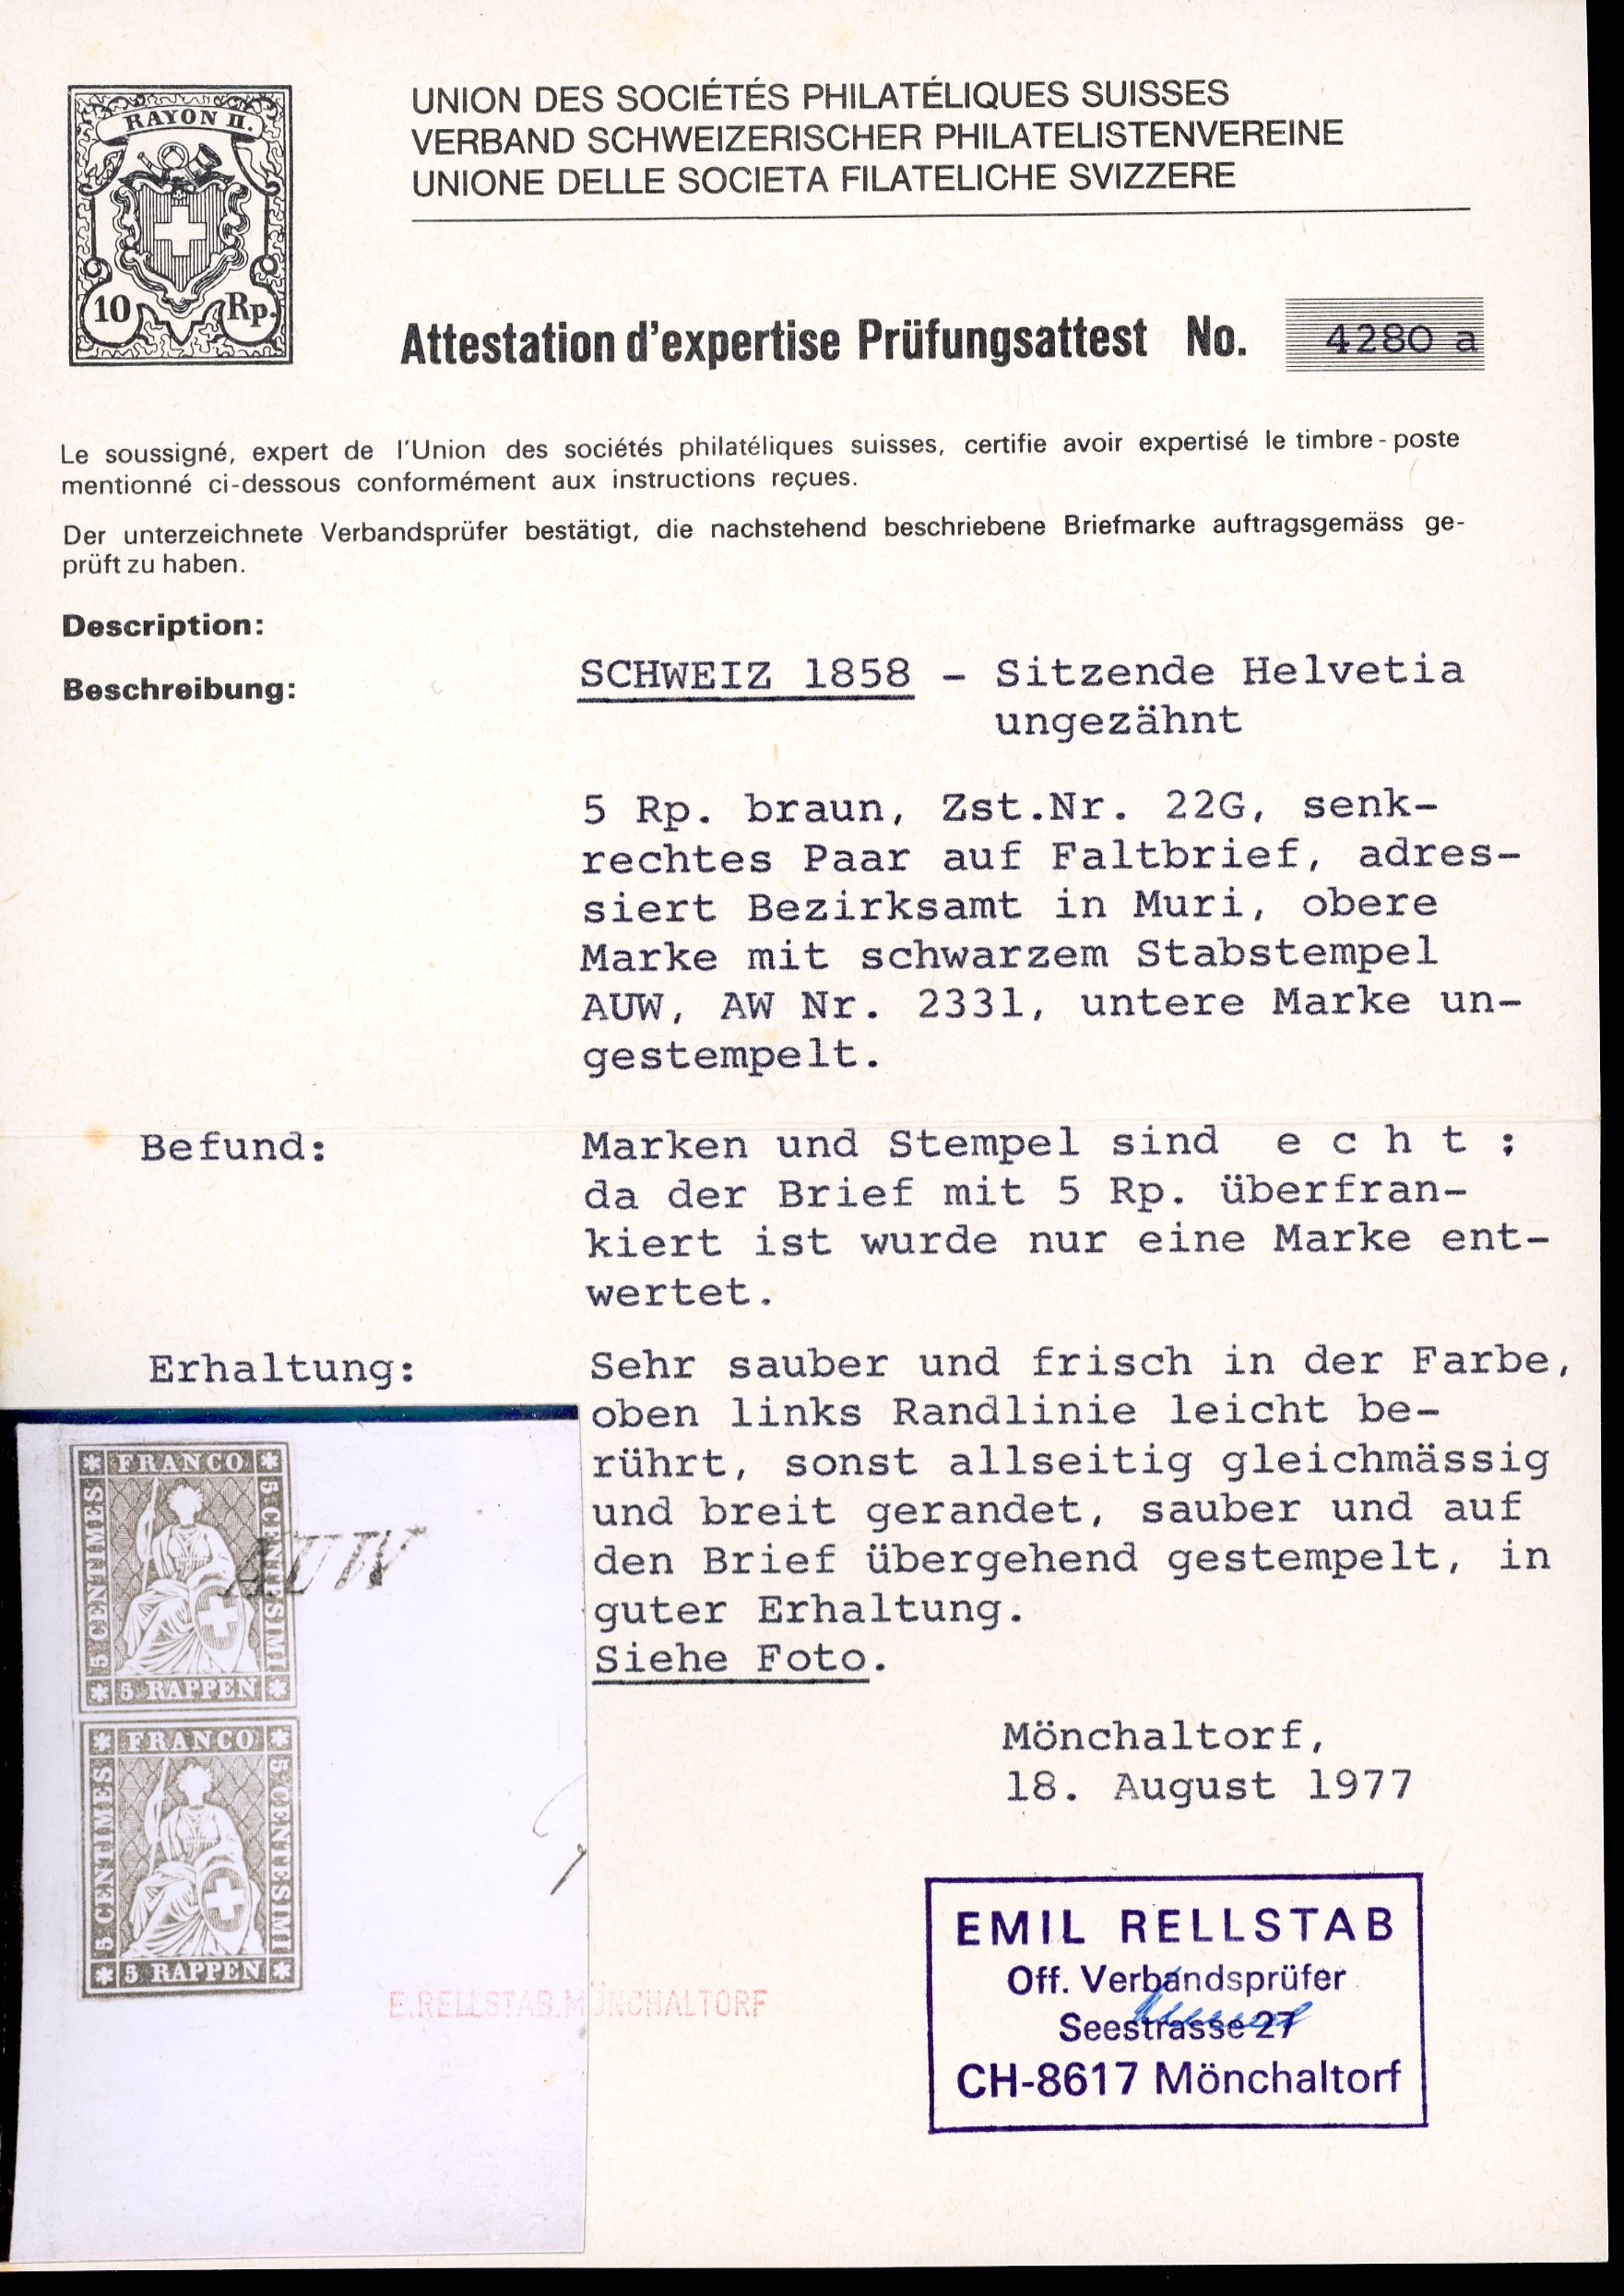 RAYON II.
10 Rp.
UNION DES SOCIÉTÉS PHILATÉLIQUES SUISSES
VERBAND SCHWEIZERISCHER PHILATELISTENVEREINE
UNIONE DELLE SOCIETA FILATELICHE SVIZZERE
Attestation d'expertise Prüfungsattest No. 4280 a
Le soussigné, expert de l'Union des sociétés philatéliques suisses, certifie avoir expertisé le timbre-poste
mentionné ci-dessous conformément aux instructions reçues.
Der unterzeichnete Verbandsprüfer bestätigt, die nachstehend beschriebene Briefmarke auftragsgemäss ge-
prüft zu haben.
Description:
Beschreibung:
SCHWEIZ 1858 - Sitzende Helvetia
ungezähnt
5 Rp. braun, Zst.Nr. 22G, senk-
rechtes Paar auf Faltbrief, adres-
siert Bezirksamt in Muri, obere
Marke mit schwarzem Stabstempel
AUW, AW Nr. 2331, untere Marke un-
gestempelt.
Befund: Marken und Stempel sind e c h t ;
da der Brief mit 5 Rp. überfran-
kiert ist wurde nur eine Marke ent-
wertet.
Erhaltung: Sehr sauber und frisch in der Farbe,
oben links Randlinie leicht be-
rührt, sonst allseitig gleichmässig
und breit gerandet, sauber und auf
den Brief übergehend gestempelt, in
guter Erhaltung.
Siehe Foto.
FRANCO
5 CENTIMES
5 CENTESIMI
5 RAPPEN
AUW
FRANCO
5 CENTIMES
5 CENTESIMI
5 RAPPEN
E.RELLSTAB.MÖNCHALTORF
Mönchaltorf,
18. August 1977
EMIL RELLSTAB
Off. Verbandsprüfer
Seestrasse 27
CH-8617 Mönchaltorf